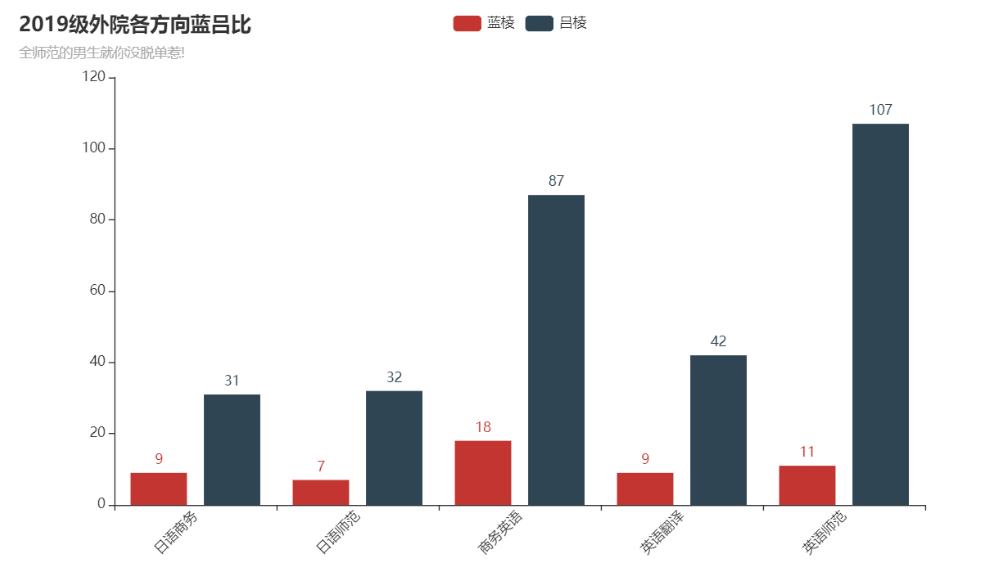 2019级外院各方向蓝吕比
全师范的男生就你没脱单惹!
蓝棱 吕棱
120
100
80
60
40
20
0
9 31 7 32 18 87 9 42 11 107
日语商务 日语师范 商务英语 英语翻译 英语师范